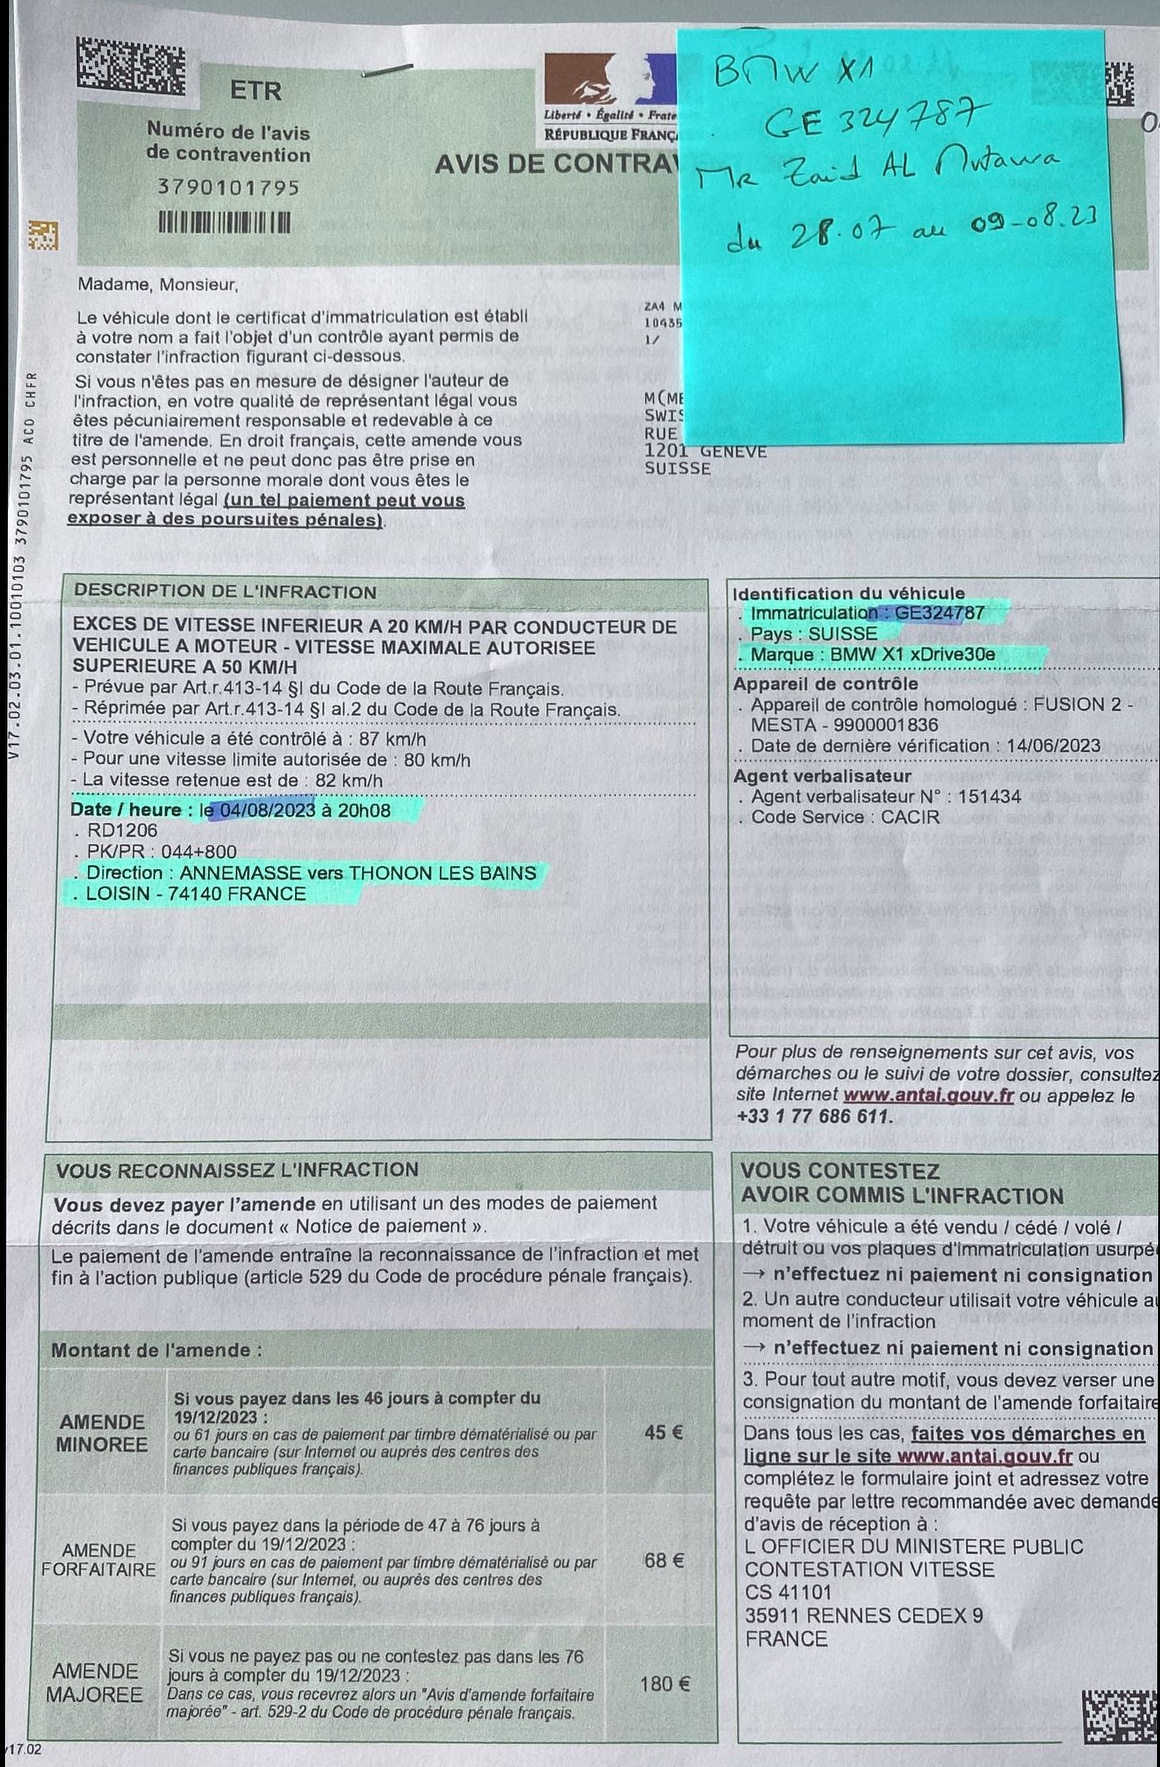 ETR
Numéro de l'avis
de contravention
3790101795
Liberté • Égalité • Frate
RÉPUBLIQUE FRANÇ
AVIS DE CONTRAV
BMW X1
GE 324787
Mr Zaid AL Mutawa
du 28.07 au 09-08.23
Madame, Monsieur,
Le véhicule dont le certificat d'immatriculation est établi
à votre nom a fait l'objet d'un contrôle ayant permis de
constater l'infraction figurant ci-dessous.
Si vous n'êtes pas en mesure de désigner l'auteur de
l'infraction, en votre qualité de représentant légal vous
êtes pécuniairement responsable et redevable à ce
titre de l'amende. En droit français, cette amende vous
est personnelle et ne peut donc pas être prise en
charge par la personne morale dont vous êtes le
représentant légal (un tel paiement peut vous
exposer à des poursuites pénales).
ZA4 M
10435
1/
M(ME
SWIS
RUE
1201 GENEVE
SUISSE
V17.02.03.01.10010103 3790101795 ACO CHFR
DESCRIPTION DE L'INFRACTION
EXCES DE VITESSE INFERIEUR A 20 KM/H PAR CONDUCTEUR DE
VEHICULE A MOTEUR - VITESSE MAXIMALE AUTORISEE
SUPERIEURE A 50 KM/H
- Prévue par Art.r.413-14 §I du Code de la Route Français.
- Réprimée par Art.r.413-14 §I al.2 du Code de la Route Français.
- Votre véhicule a été contrôlé à : 87 km/h
- Pour une vitesse limite autorisée de : 80 km/h
- La vitesse retenue est de : 82 km/h
Date / heure : le 04/08/2023 à 20h08
. RD1206
. PK/PR : 044+800
. Direction : ANNEMASSE vers THONON LES BAINS
. LOISIN - 74140 FRANCE
Identification du véhicule
. Immatriculation : GE324787
. Pays : SUISSE
. Marque : BMW X1 xDrive30e
Appareil de contrôle
. Appareil de contrôle homologué : FUSION 2 -
MESTA - 9900001836
. Date de dernière vérification : 14/06/2023
Agent verbalisateur
. Agent verbalisateur N° : 151434
. Code Service : CACIR
Pour plus de renseignements sur cet avis, vos
démarches ou le suivi de votre dossier, consultez
site Internet www.antai.gouv.fr ou appelez le
+33 1 77 686 611.
VOUS RECONNAISSEZ L'INFRACTION
Vous devez payer l'amende en utilisant un des modes de paiement
décrits dans le document « Notice de paiement ».
Le paiement de l'amende entraîne la reconnaissance de l'infraction et met
fin à l'action publique (article 529 du Code de procédure pénale français).
Montant de l'amende :
AMENDE
MINOREE
Si vous payez dans les 46 jours à compter du
19/12/2023 :
ou 61 jours en cas de paiement par timbre dématérialisé ou par
carte bancaire (sur Internet ou auprès des centres des
finances publiques français).
45 €
AMENDE
FORFAITAIRE
Si vous payez dans la période de 47 à 76 jours à
compter du 19/12/2023 :
ou 91 jours en cas de paiement par timbre dématérialisé ou par
carte bancaire (sur Internet, ou auprès des centres des
finances publiques français).
68 €
AMENDE
MAJOREE
Si vous ne payez pas ou ne contestez pas dans les 76
jours à compter du 19/12/2023 :
Dans ce cas, vous recevrez alors un "Avis d'amende forfaitaire
majorée" - art. 529-2 du Code de procédure pénale français.
180 €
VOUS CONTESTEZ
AVOIR COMMIS L'INFRACTION
1. Votre véhicule a été vendu / cédé / volé /
détruit ou vos plaques d'immatriculation usurpé
→ n'effectuez ni paiement ni consignation
2. Un autre conducteur utilisait votre véhicule au
moment de l'infraction
→ n'effectuez ni paiement ni consignation
3. Pour tout autre motif, vous devez verser une
consignation du montant de l'amende forfaitaire
Dans tous les cas, faites vos démarches en
ligne sur le site www.antai.gouv.fr ou
complétez le formulaire joint et adressez votre
requête par lettre recommandée avec demande
d'avis de réception à :
L OFFICIER DU MINISTERE PUBLIC
CONTESTATION VITESSE
CS 41101
35911 RENNES CEDEX 9
FRANCE
v17.02